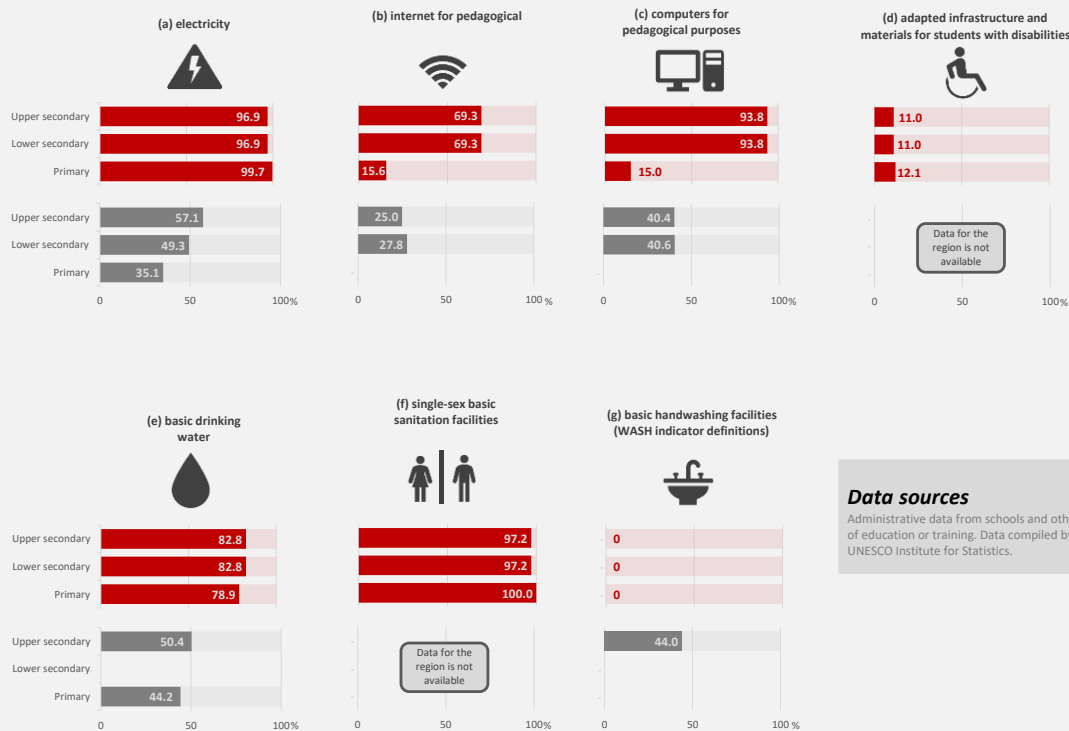 (a) electricity
(b) internet for pedagogical
(c) computers for
pedagogical purposes
(d) adapted infrastructure and
materials for students with disabilities
Upper secondary
96.9
69.3
93.8
11.0
Lower secondary
96.9
69.3
93.8
11.0
Primary
99.7
15.6
15.0
12.1
Upper secondary
57.1
25.0
40.4
Lower secondary
49.3
27.8
40.6
Primary
35.1
Data for the
region is not
available
0 50 100%
0 50 100 %
0 50 100 %
0 50 100 %
(e) basic drinking
water
(f) single-sex basic
sanitation facilities
(g) basic handwashing facilities
(WASH indicator definitions)
Upper secondary
82.8
97.2
0
Lower secondary
82.8
97.2
0
Primary
78.9
100.0
0
Upper secondary
50.4
44.0
Lower secondary
Primary
44.2
Data for the
region is not
available
0 50 100%
0 50 100 %
0 50 100 %
Data sources
Administrative data from schools and oth
of education or training. Data compiled by
UNESCO Institute for Statistics.